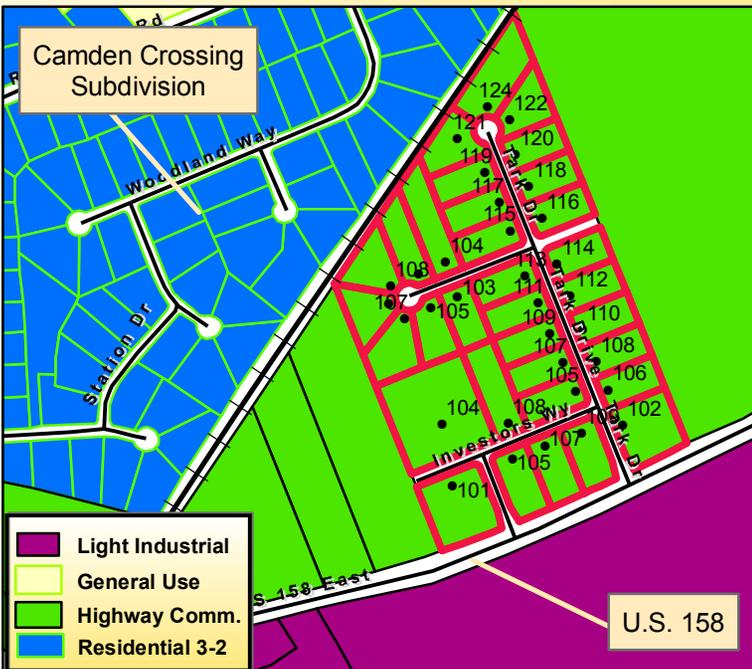 Rd
R
Camden Crossing
Subdivision
Woodland Way
Station Dr
124
122
121
120
Park Dr
119
118
117
116
115
104
114
113
108
103
112
107
105
111
110
109
Park Drive
107
108
105
106
104
108
102
Investors Wy
103
107
Park Dr
105
101
S 158 East
U.S. 158
Light Industrial
General Use
Highway Comm.
Residential 3-2